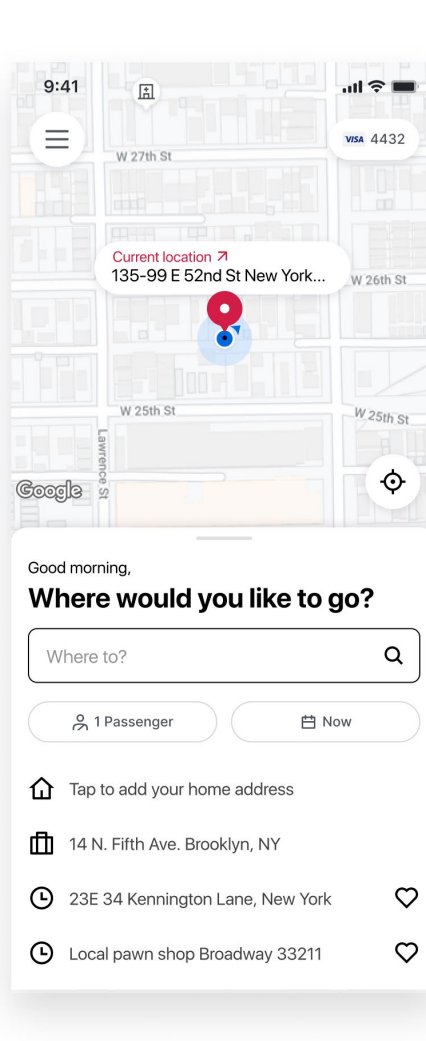 9:41
VISA 4432
W 27th St
Current location
135-99 E 52nd St New York...
W 26th St
W 25th St
W 25th St
Lawrence St
Google
Good morning,
Where would you like to go?
Where to?
1 Passenger
Now
Tap to add your home address
14 N. Fifth Ave. Brooklyn, NY
23E 34 Kennington Lane, New York
Local pawn shop Broadway 33211